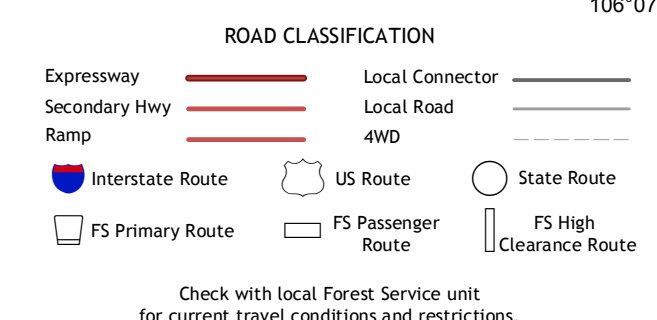 106°07
ROAD CLASSIFICATION
Expressway
Local Connector
Secondary Hwy
Local Road
Ramp
4WD
Interstate Route
US Route
State Route
FS Primary Route
FS Passenger
Route
FS High
Clearance Route
Check with local Forest Service unit
for current travel conditions and restrictions.